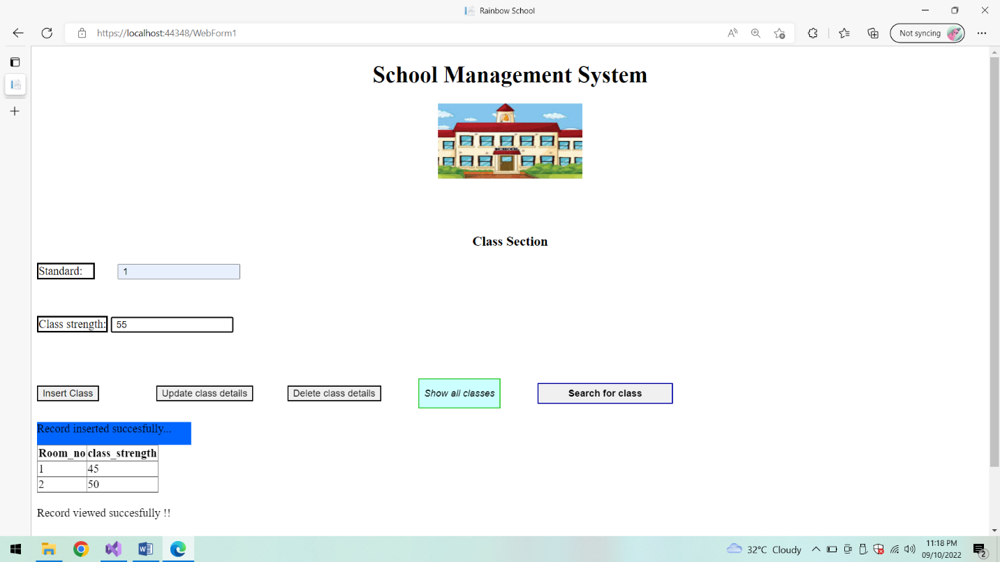 Rainbow School
https://localhost:44348/WebForm1
Not syncing
School Management System
SCHOOL
Class Section
Standard: 1
Class strength: 55
Insert Class Update class details Delete class details Show all classes Search for class
Record inserted succesfully...
Room_no class_strength
1 45
2 50
Record viewed succesfully !!
32°C Cloudy
11:18 PM
09/10/2022
2